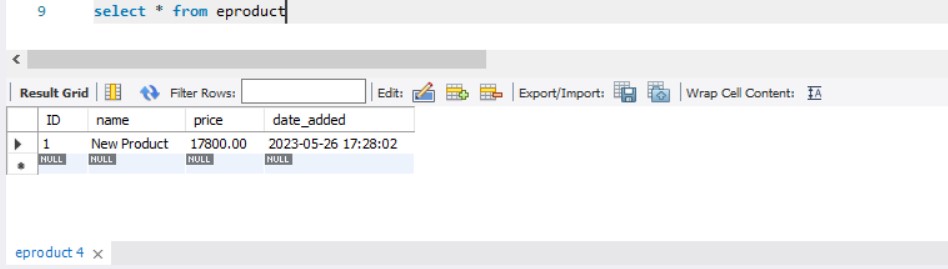 9 select * from eproduct
Result Grid Filter Rows: Edit: Export/Import: Wrap Cell Content: IA
ID name price date_added
1 New Product 17800.00 2023-05-26 17:28:02
NULL NULL NULL NULL
eproduct 4 ×